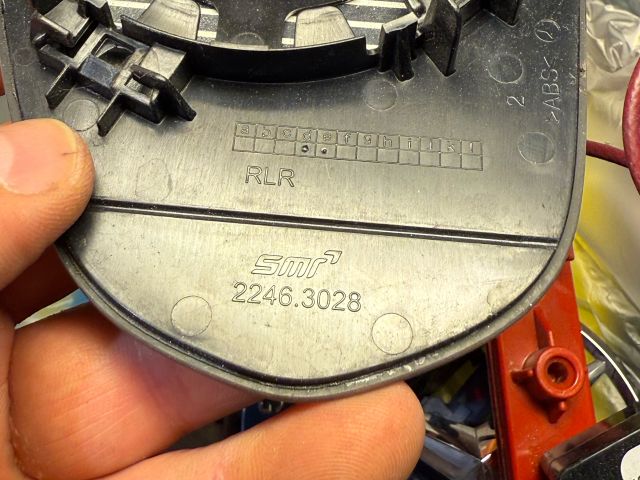 a b c d e f g h i j k l
RLR
smr
2246.3028
2
>ABS<